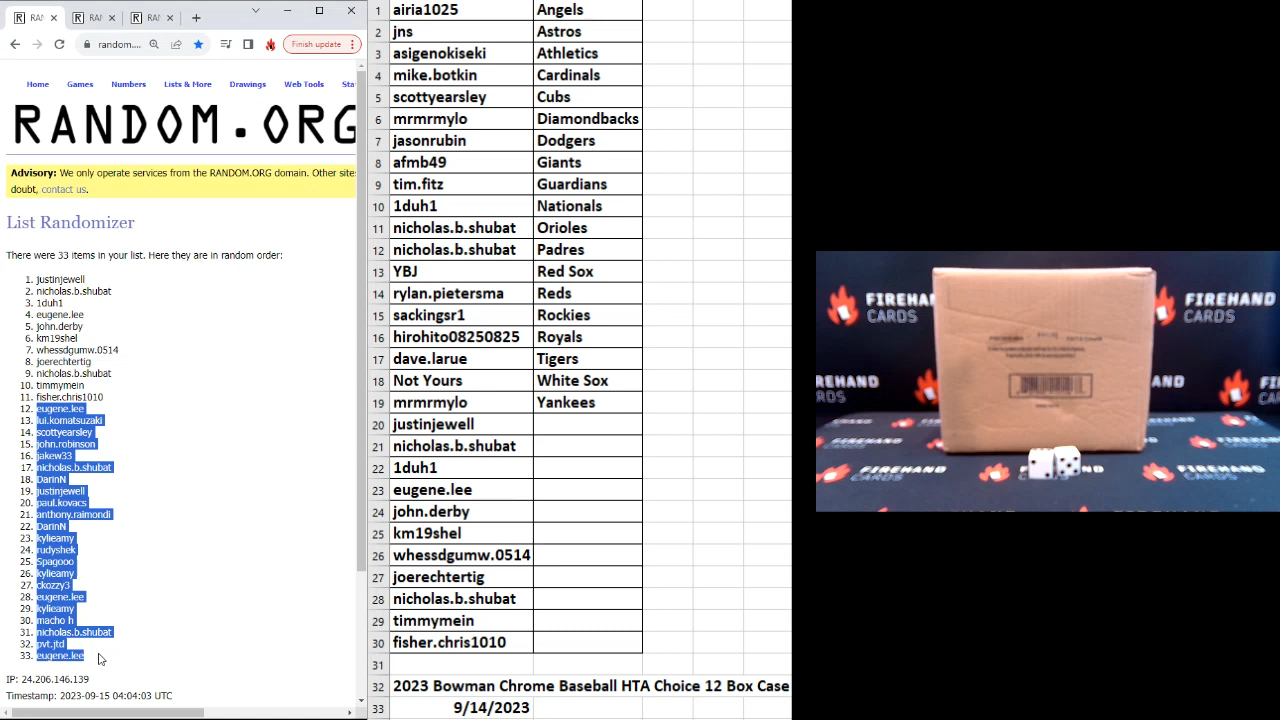 RAN
RAN
RAN
random.
Finish update
Home Games Numbers Lists & More Drawings Web Tools Sta
RANDOM.ORG
Advisory: We only operate services from the RANDOM.ORG domain. Other site
doubt, contact us.
List Randomizer
There were 33 items in your list. Here they are in random order:
1. justinjewell
2. nicholas.b.shubat
3. 1duh1
4. eugene.lee
5. john.derby
6. km19shel
7. whessdgumw.0514
8. joerechtertig
9. nicholas.b.shubat
10. timmymein
11. fisher.chris1010
12. eugene.lee
13. lui.komatsuzaki
14. scottyearsley
15. john.robinson
16. jakew33
17. nicholas.b.shubat
18. DarinN
19. justinjewell
20. paul.kovacs
21. anthony.raimondi
22. DarinN
23. kylieamy
24. rudyshek
25. Spagooo
26. kylieamy
27. ckozzy3
28. eugene.lee
29. kylieamy
30. macho h
31. nicholas.b.shubat
32. pvt.jtd
33. eugene.lee
IP: 24.206.146.139
Timestamp: 2023-09-15 04:04:03 UTC
1 airia1025 Angels
2 jns Astros
3 asigenokiseki Athletics
4 mike.botkin Cardinals
5 scottyearsley Cubs
6 mrmrmylo Diamondbacks
7 jasonrubin Dodgers
8 afmb49 Giants
9 tim.fitz Guardians
10 1duh1 Nationals
11 nicholas.b.shubat Orioles
12 nicholas.b.shubat Padres
13 YBJ Red Sox
14 rylan.pietersma Reds
15 sackingsr1 Rockies
16 hirohito08250825 Royals
17 dave.larue Tigers
18 Not Yours White Sox
19 mrmrmylo Yankees
20 justinjewell
21 nicholas.b.shubat
22 1duh1
23 eugene.lee
24 john.derby
25 km19shel
26 whessdgumw.0514
27 joerechtertig
28 nicholas.b.shubat
29 timmymein
30 fisher.chris1010
31
32 2023 Bowman Chrome Baseball HTA Choice 12 Box Case
33 9/14/2023
FIREHAND
CARDS
FIREHAND
CARDS